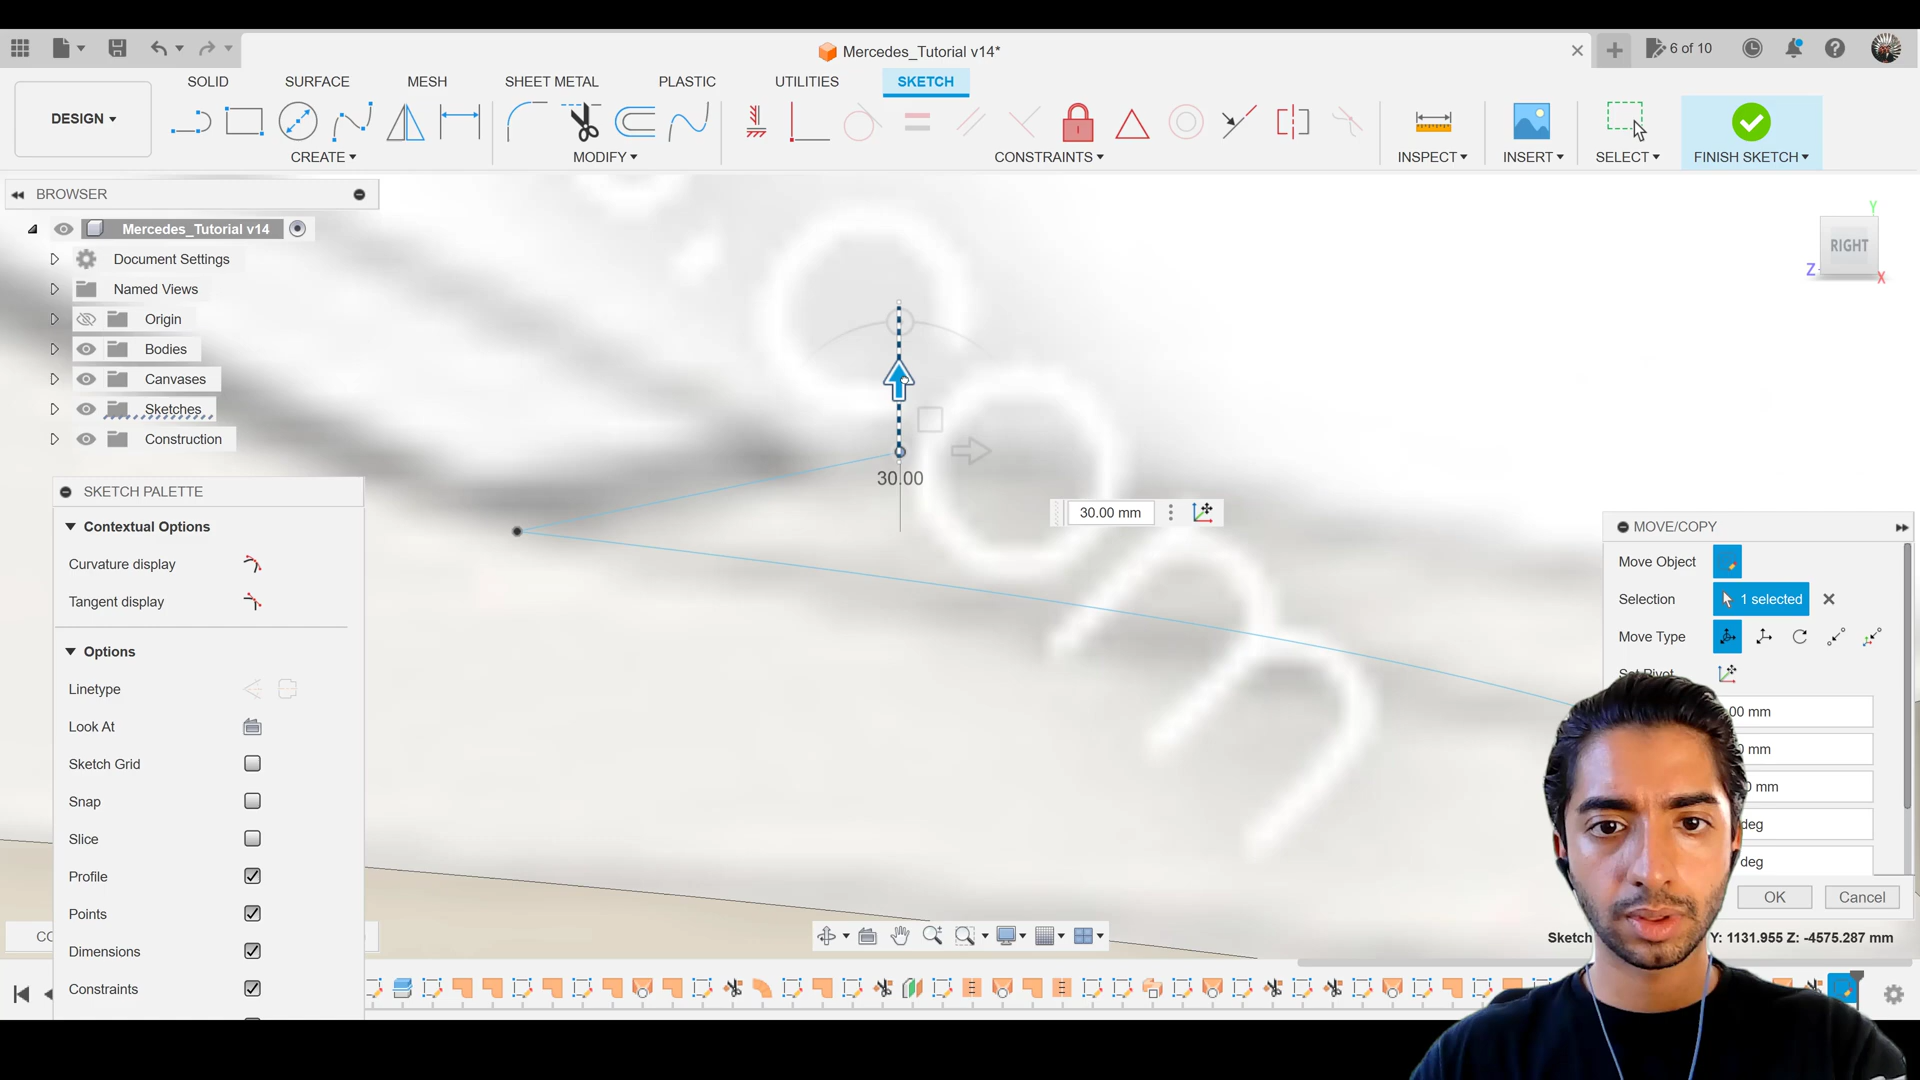 Mercedes_Tutorial v14*
6 of 10
DESIGN
SOLID
SURFACE
MESH
SHEET METAL
PLASTIC
UTILITIES
SKETCH
CREATE
MODIFY
CONSTRAINTS
INSPECT
INSERT
SELECT
FINISH SKETCH
BROWSER
Mercedes_Tutorial v14
Document Settings
Named Views
Origin
Bodies
Canvases
Sketches
Construction
Y
RIGHT
Z
X
30.00
30.00 mm
SKETCH PALETTE
Contextual Options
Curvature display
Tangent display
Options
Linetype
Look At
Sketch Grid
Snap
Slice
Profile
Points
Dimensions
Constraints
MOVE/COPY
Move Object
Selection
1 selected
Move Type
00 mm
mm
0 mm
deg
deg
OK
Cancel
Sketch
Y: 1131.955 Z: -4575.287 mm
com